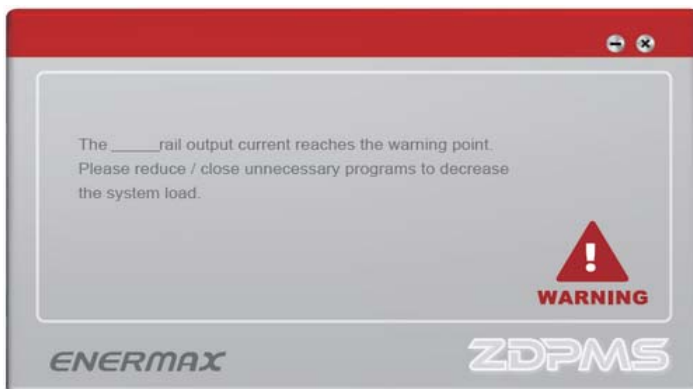 The _____rail output current reaches the warning point.
Please reduce / close unnecessary programs to decrease
the system load.
!
WARNING
ENERMAX
ZDPMS